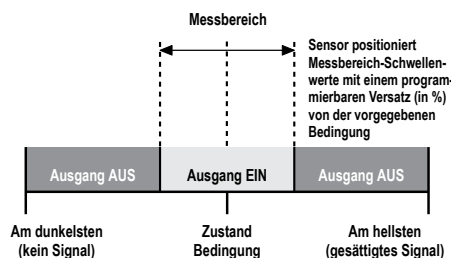 Messbereich
Sensor positioniert
Messbereich-Schwellen-
werte mit einem program-
mierbaren Versatz (in %)
von der vorgegebenen
Bedingung
Ausgang AUS
Ausgang EIN
Ausgang AUS
Am dunkelsten
(kein Signal)
Zustand
Bedingung
Am hellsten
(gesättigtes Signal)